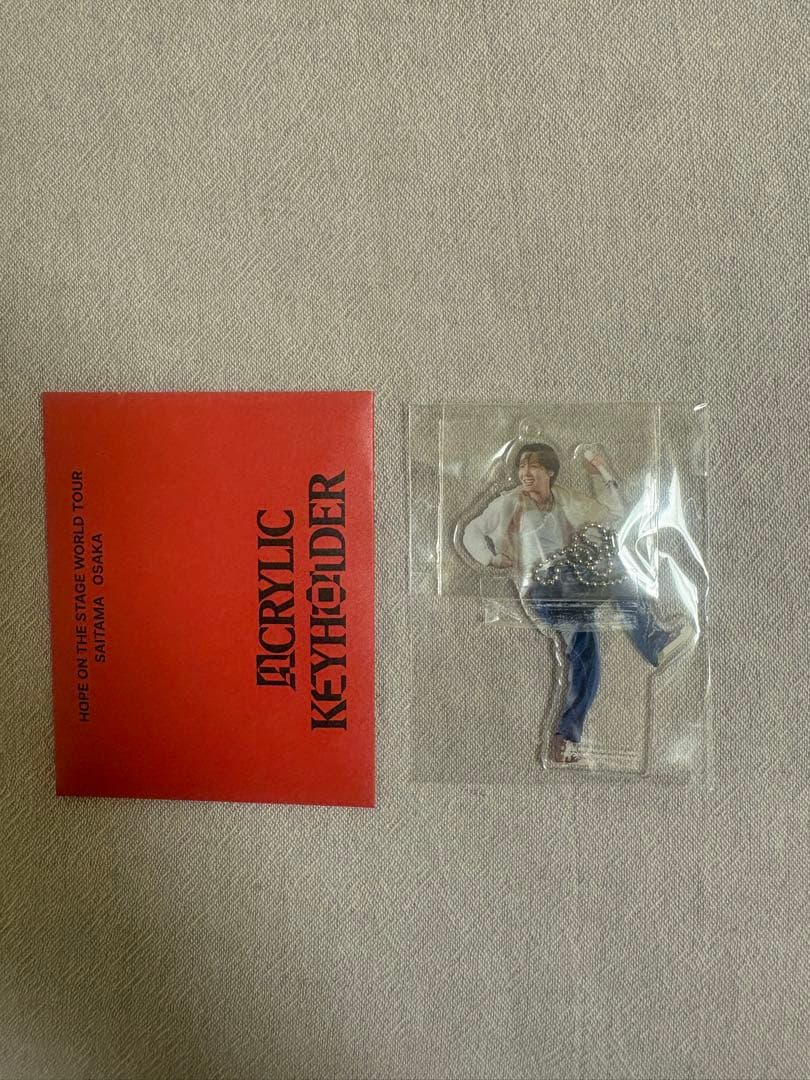 HOPE ON THE STAGE WORLD TOUR
SAITAMA OSAKA
ACRYLIC
KEYHOLDER